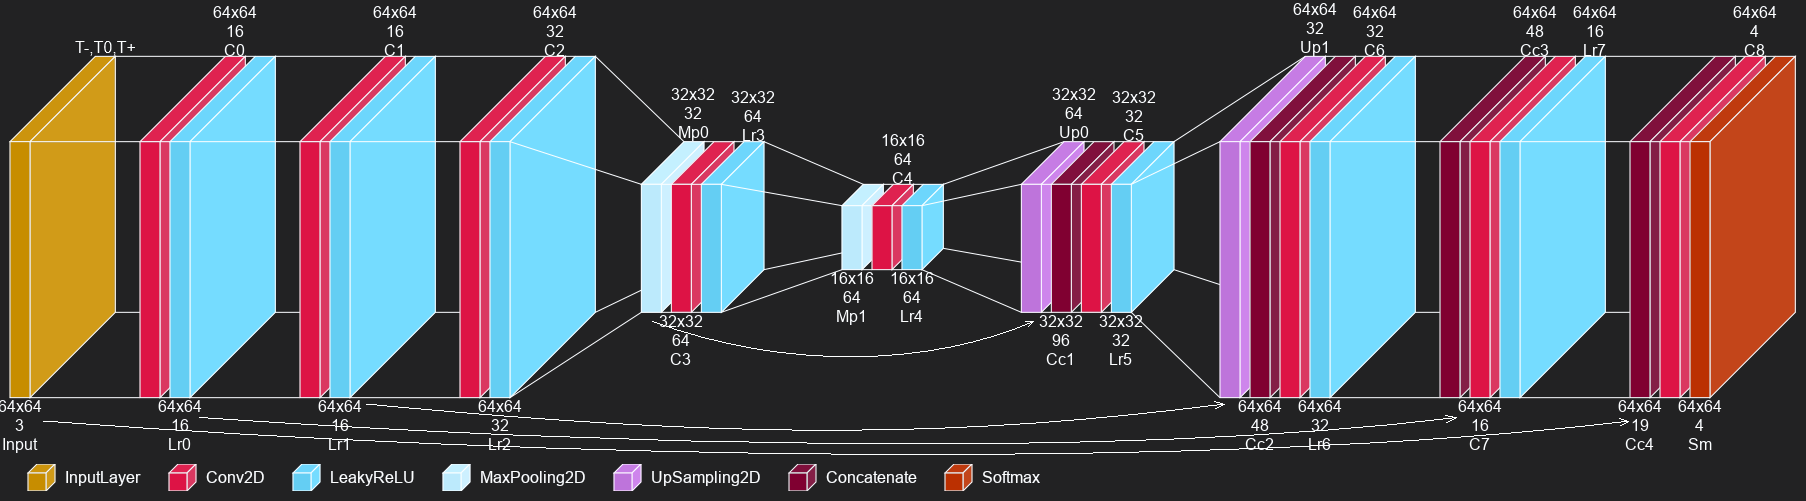 T-,T0,T+
64x64
16
C0
64x64
16
C1
64x64
32
C2
32x32
32
Mp0
32x32
64
Lr3
16x16
64
C4
32x32
64
Up0
32x32
32
C5
64x64
32
Up1
64x64
32
C6
64x64
48
Cc3
64x64
16
Lr7
64x64
4
C8
64x64
3
Input
64x64
16
Lr0
64x64
16
Lr1
64x64
32
Lr2
32x32
64
C3
16x16
64
Mp1
16x16
64
Lr4
32x32
96
Cc1
32x32
32
Lr5
64x64
48
Cc2
64x64
32
Lr6
64x64
16
C7
64x64
19
Cc4
64x64
4
Sm
InputLayer
Conv2D
LeakyReLU
MaxPooling2D
UpSampling2D
Concatenate
Softmax